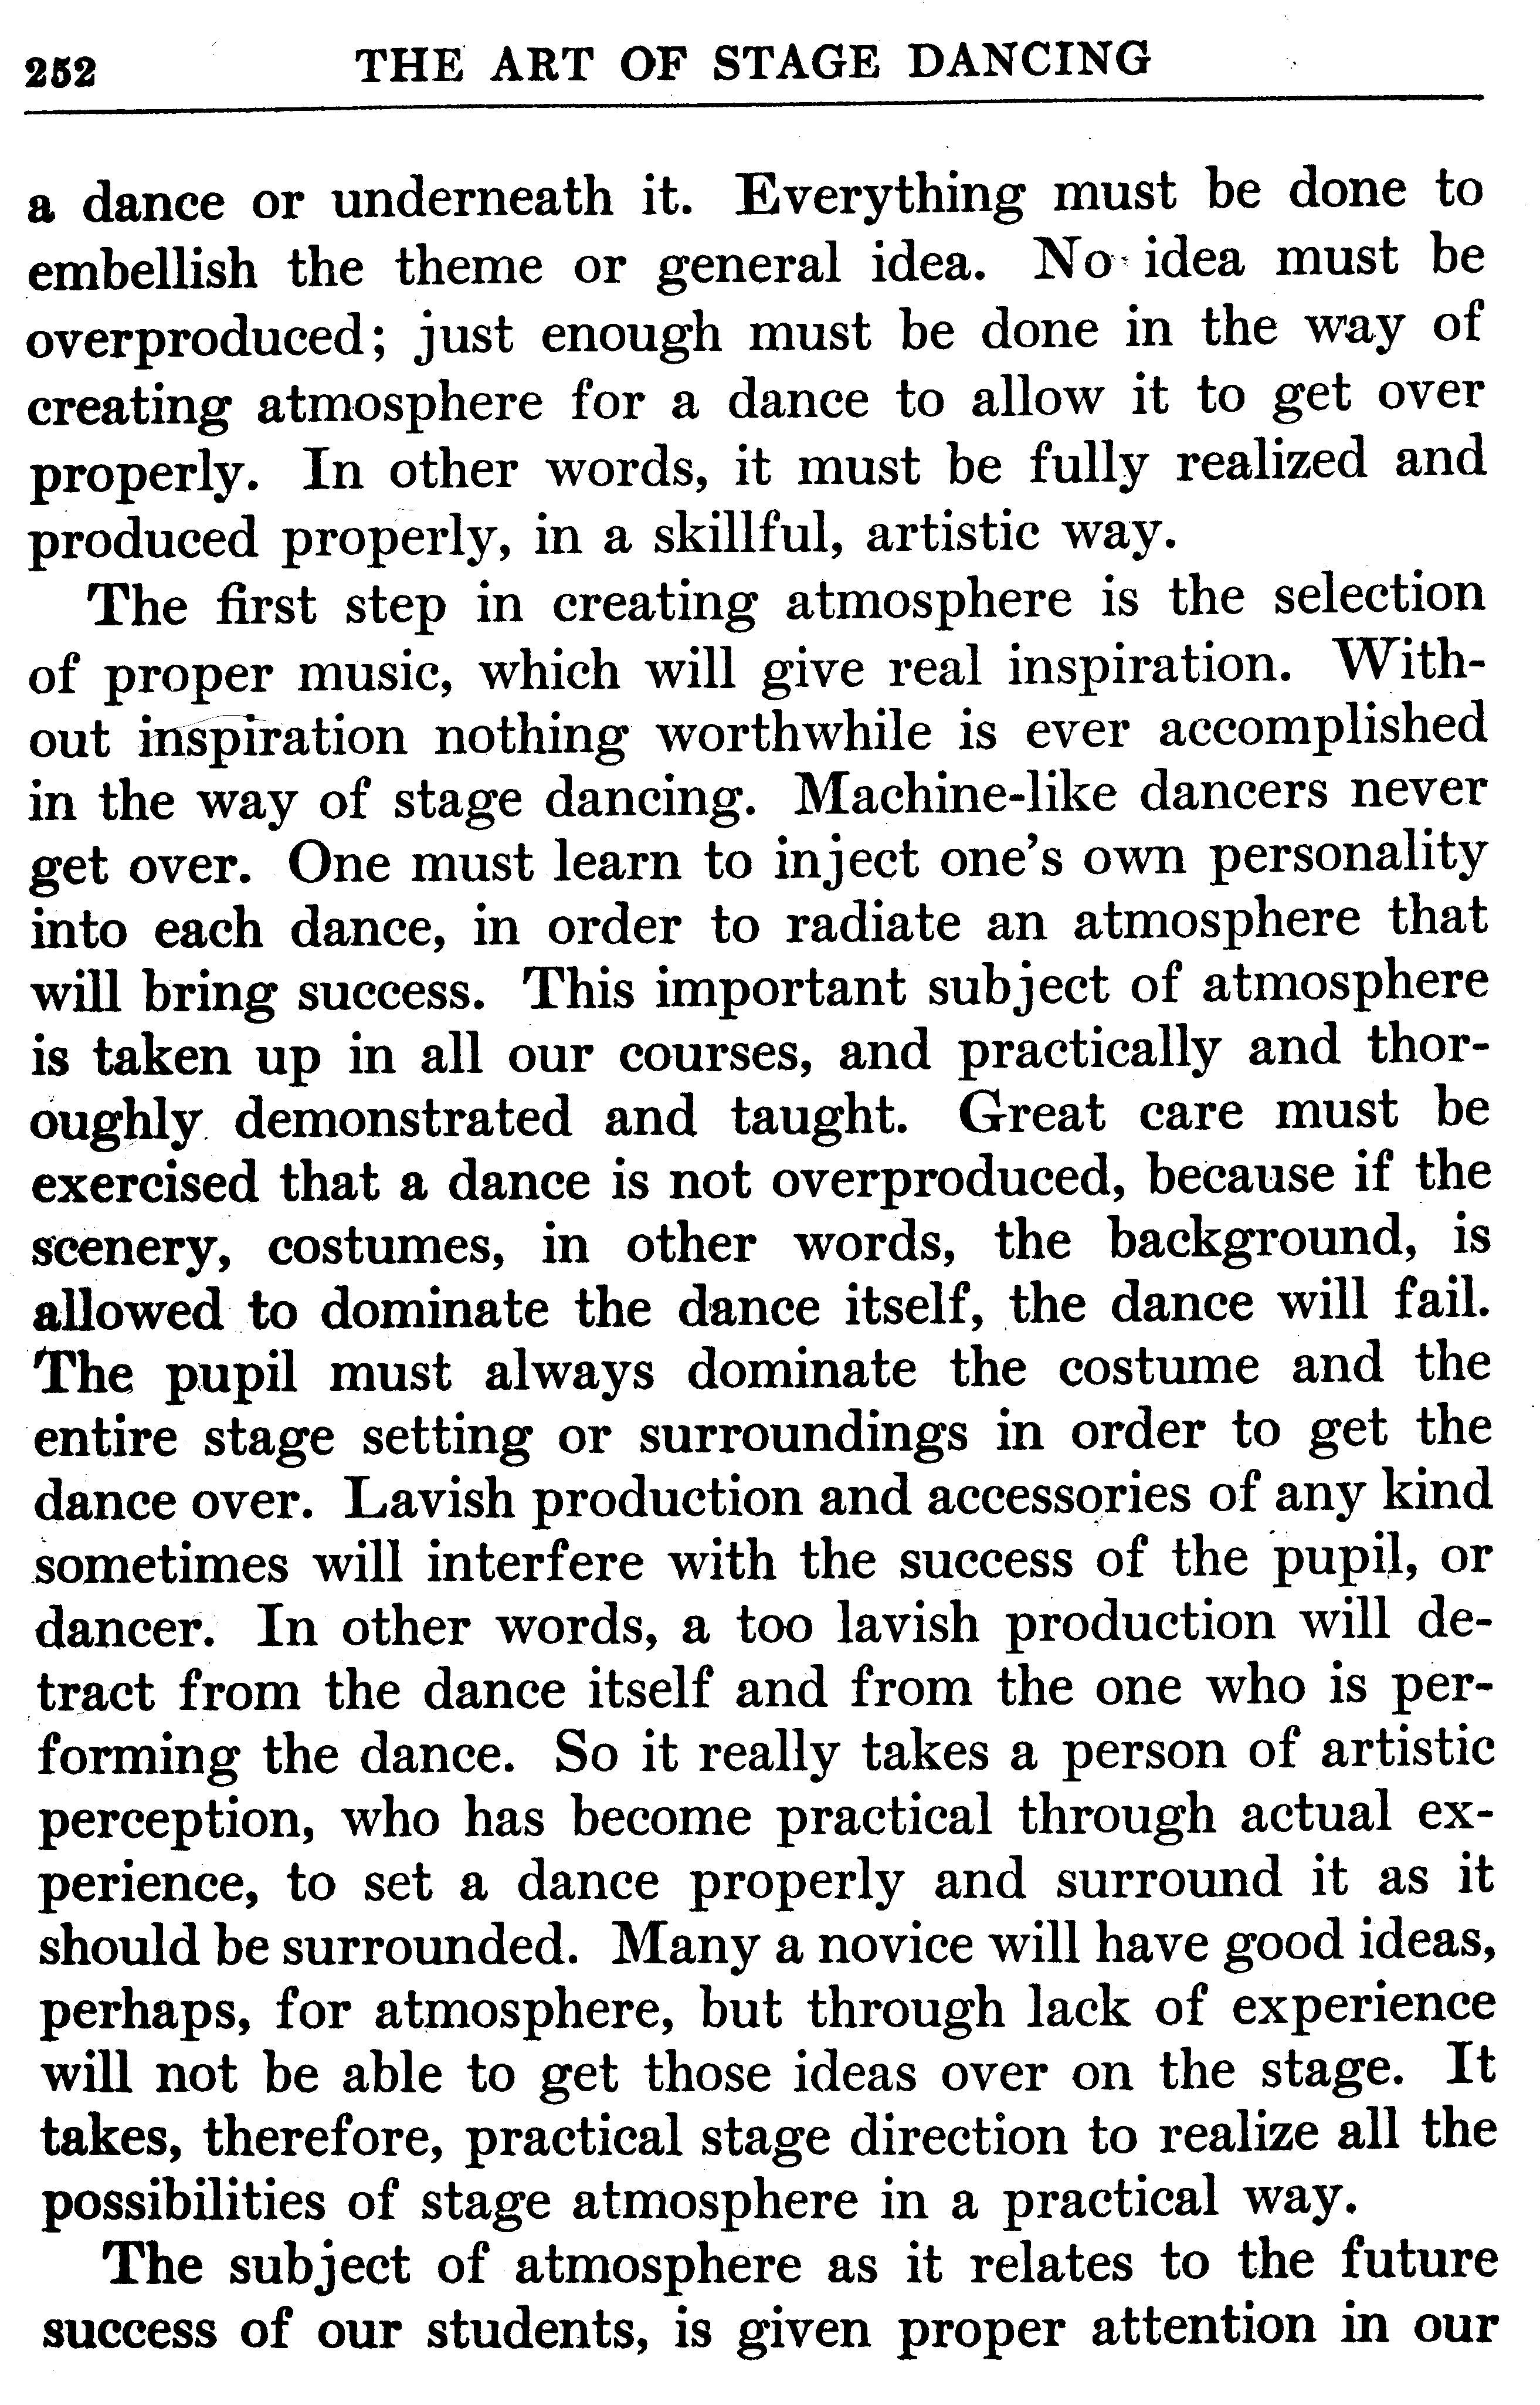 252 THE ART OF STAGE DANCING
a dance or underneath it. Everything must be done to
embellish the theme or general idea. No idea must be
overproduced; just enough must be done in the way of
creating atmosphere for a dance to allow it to get over
properly. In other words, it must be fully realized and
produced properly, in a skillful, artistic way.
The first step in creating atmosphere is the selection
of proper music, which will give real inspiration. With-
out inspiration nothing worthwhile is ever accomplished
in the way of stage dancing. Machine-like dancers never
get over. One must learn to inject one's own personality
into each dance, in order to radiate an atmosphere that
will bring success. This important subject of atmosphere
is taken up in all our courses, and practically and thor-
oughly demonstrated and taught. Great care must be
exercised that a dance is not overproduced, because if the
scenery, costumes, in other words, the background, is
allowed to dominate the dance itself, the dance will fail.
The pupil must always dominate the costume and the
entire stage setting or surroundings in order to get the
dance over. Lavish production and accessories of any kind
sometimes will interfere with the success of the pupil, or
dancer. In other words, a too lavish production will de-
tract from the dance itself and from the one who is per-
forming the dance. So it really takes a person of artistic
perception, who has become practical through actual ex-
perience, to set a dance properly and surround it as it
should be surrounded. Many a novice will have good ideas,
perhaps, for atmosphere, but through lack of experience
will not be able to get those ideas over on the stage. It
takes, therefore, practical stage direction to realize all the
possibilities of stage atmosphere in a practical way.
The subject of atmosphere as it relates to the future
success of our students, is given proper attention in our